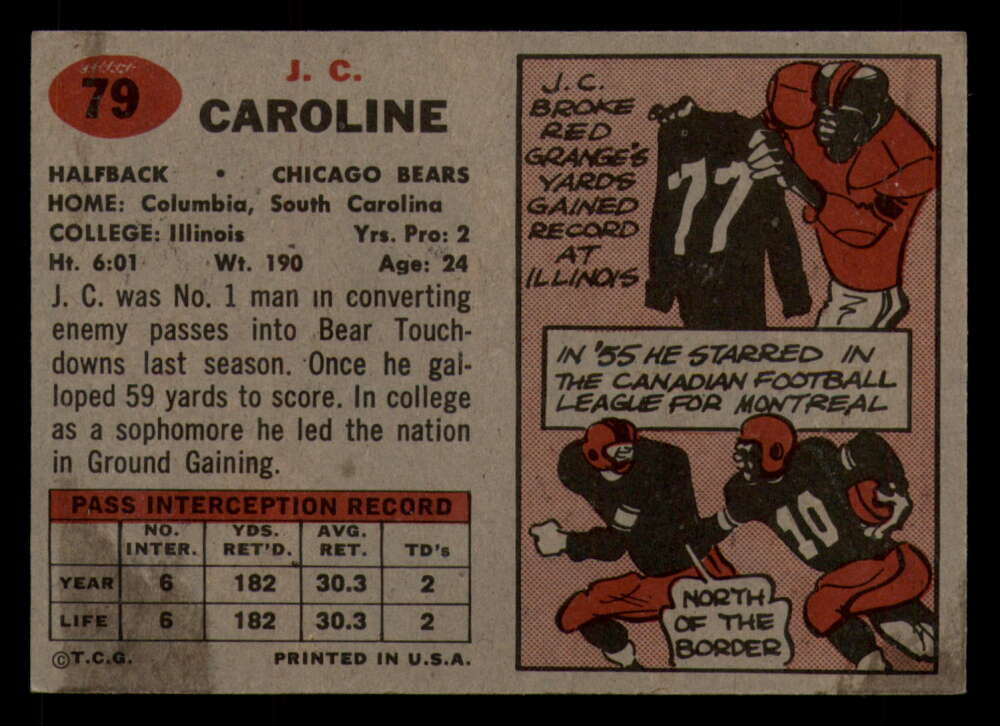 79
J. C.
CAROLINE
HALFBACK • CHICAGO BEARS
HOME: Columbia, South Carolina
COLLEGE: Illinois Yrs. Pro: 2
Ht. 6:01 Wt. 190 Age: 24
J. C. was No. 1 man in converting
enemy passes into Bear Touch-
downs last season. Once he gal-
loped 59 yards to score. In college
as a sophomore he led the nation
in Ground Gaining.
PASS INTERCEPTION RECORD
NO. INTER. YDS. RET'D. AVG. RET. TD's
YEAR 6 182 30.3 2
LIFE 6 182 30.3 2
©T.C.G. PRINTED IN U.S.A.
J.C.
BROKE
RED
GRANGE'S
YARDS
GAINED
RECORD
AT
ILLINOIS
77
IN '55 HE STARRED IN
THE CANADIAN FOOTBALL
LEAGUE FOR MONTREAL
10
NORTH
OF THE
BORDER